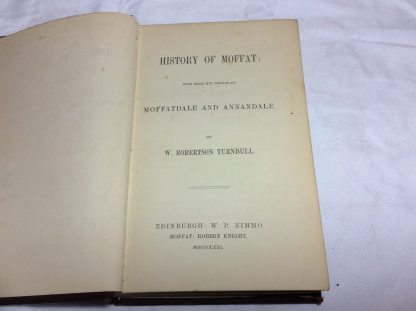 HISTORY OF MOFFAT:
WITH FREQUENT NOTICES OF
MOFFATDALE AND ANNANDALE.
BY
W. ROBERTSON TURNBULL.
EDINBURGH: W. P. NIMMO.
MOFFAT: ROBERT KNIGHT.
MDCCCLXXI.